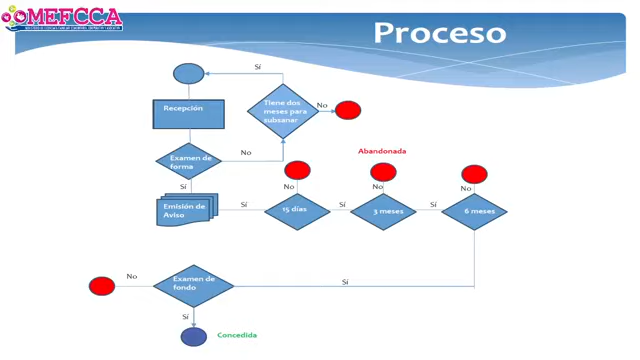 MEFCCA
Proceso
Sí
Recepción
Tiene dos
meses para
subsanar
No
Examen de
forma
No
Abandonada
Sí
No
No
No
Emisión de
Aviso
Sí
15 días
Sí
3 meses
Sí
6 meses
No
Examen de
fondo
Sí
Sí
Concedida